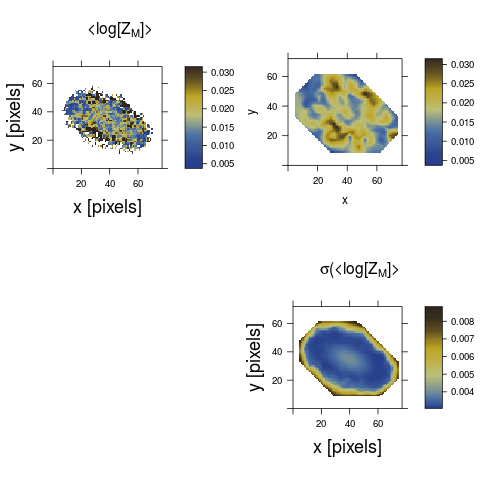 <log[Z_M]>
60
40
20
20 40 60
x [pixels]
y [pixels]
0.030
0.025
0.020
0.015
0.010
0.005
60
40
20
20 40 60
x
y
0.030
0.025
0.020
0.015
0.010
0.005
σ(<log[Z_M]>
60
40
20
20 40 60
x [pixels]
y [pixels]
0.008
0.007
0.006
0.005
0.004